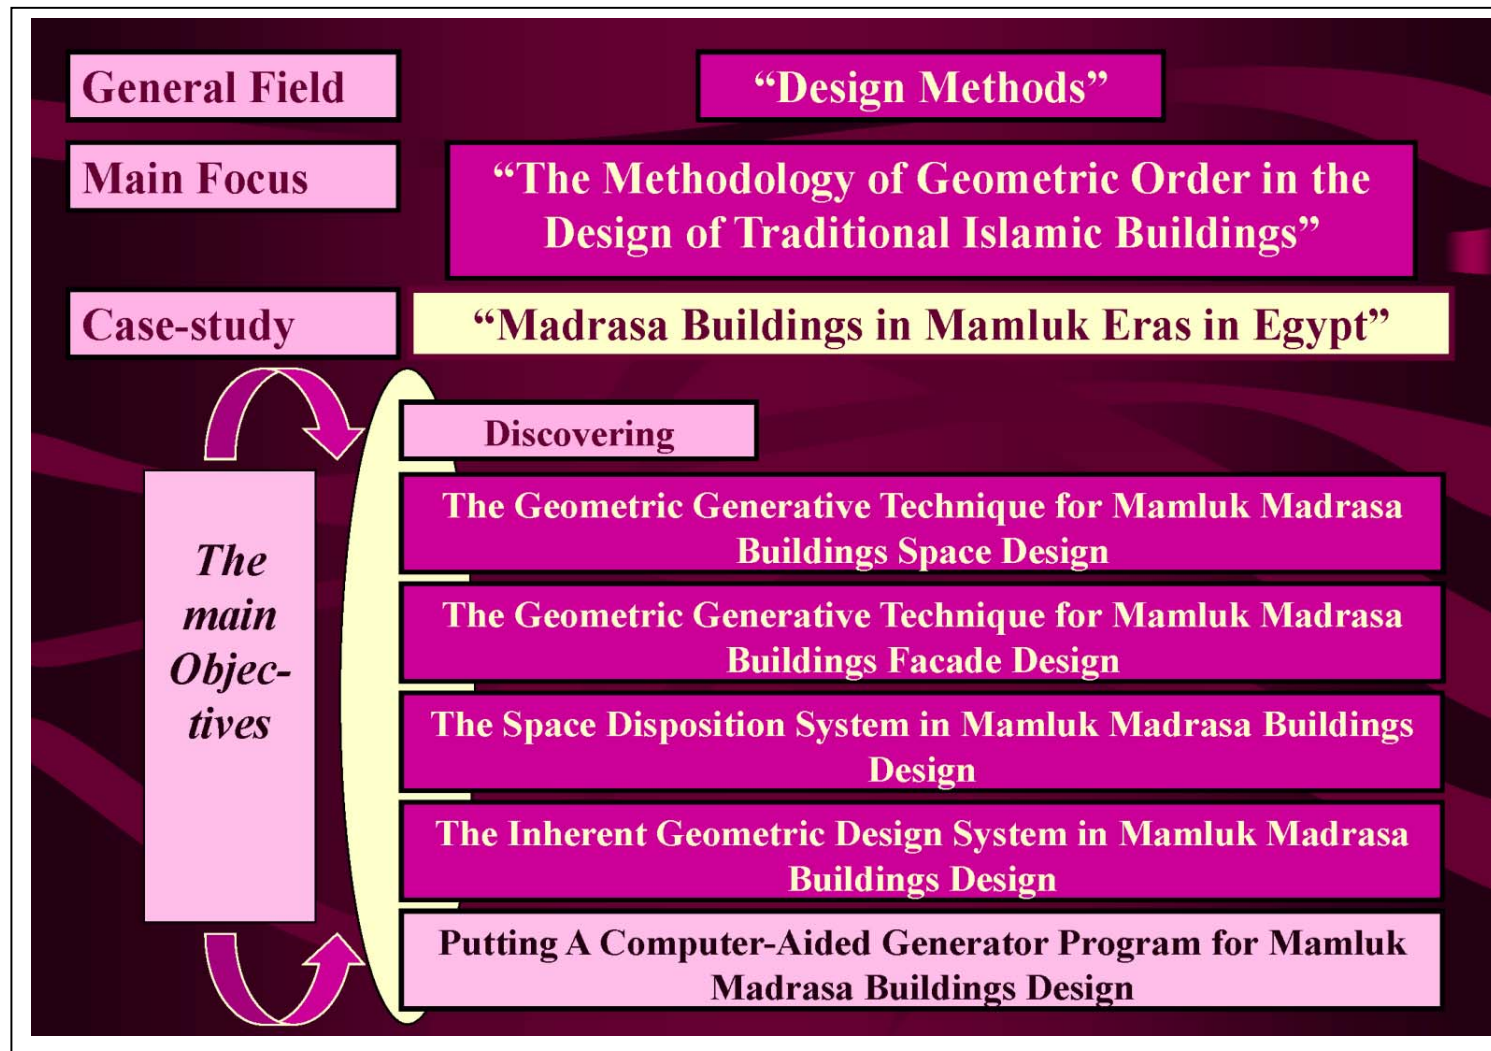 General Field
“Design Methods”
Main Focus
“The Methodology of Geometric Order in the
Design of Traditional Islamic Buildings”
Case-study
“Madrasa Buildings in Mamluk Eras in Egypt”
The
main
Objec-
tives
Discovering
The Geometric Generative Technique for Mamluk Madrasa
Buildings Space Design
The Geometric Generative Technique for Mamluk Madrasa
Buildings Facade Design
The Space Disposition System in Mamluk Madrasa Buildings
Design
The Inherent Geometric Design System in Mamluk Madrasa
Buildings Design
Putting A Computer-Aided Generator Program for Mamluk
Madrasa Buildings Design